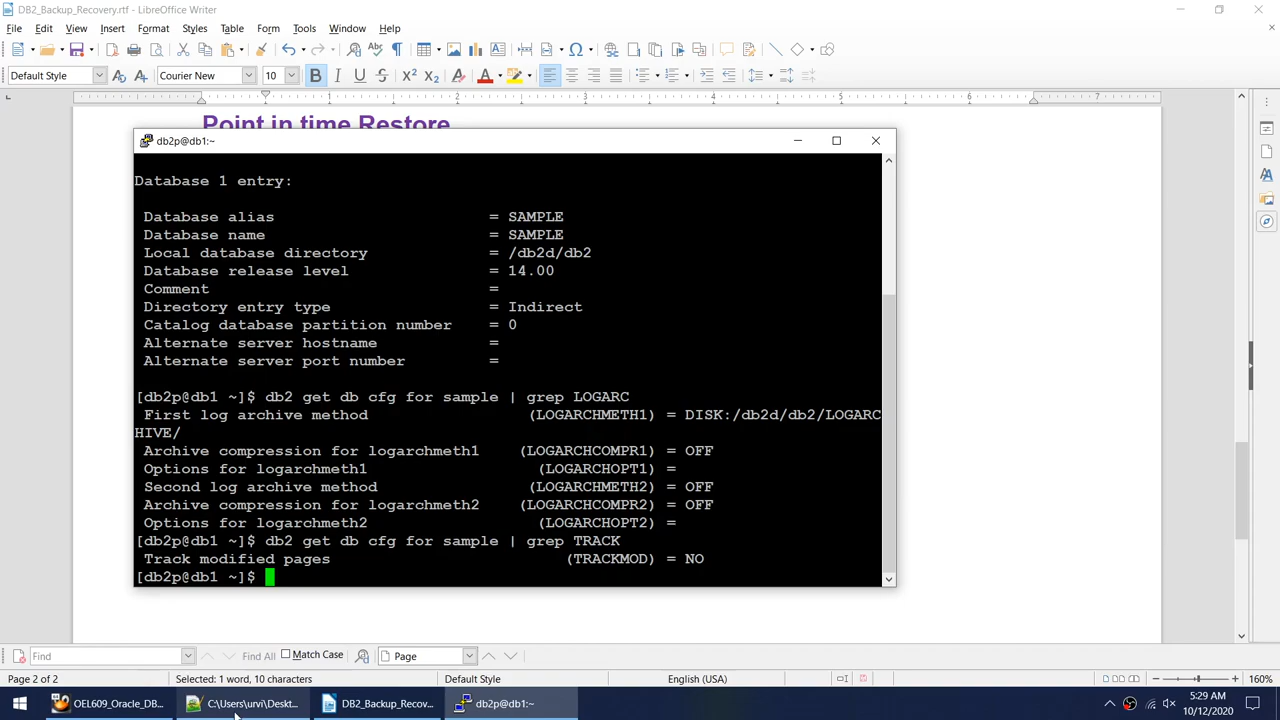 DB2_Backup_Recovery.rtf - LibreOffice Writer
File Edit View Insert Format Styles Table Form Tools Window Help
Default Style Courier New 10
1 2 3 4 5 6 7
Point in time Restore
db2p@db1:~
Database 1 entry:
Database alias = SAMPLE
Database name = SAMPLE
Local database directory = /db2d/db2
Database release level = 14.00
Comment =
Directory entry type = Indirect
Catalog database partition number = 0
Alternate server hostname =
Alternate server port number =
[db2p@db1 ~]$ db2 get db cfg for sample | grep LOGARC
First log archive method (LOGARCHMETH1) = DISK:/db2d/db2/LOGARC
HIVE/
Archive compression for logarchmeth1 (LOGARCHCOMPR1) = OFF
Options for logarchmeth1 (LOGARCHOPT1) =
Second log archive method (LOGARCHMETH2) = OFF
Archive compression for logarchmeth2 (LOGARCHCOMPR2) = OFF
Options for logarchmeth2 (LOGARCHOPT2) =
[db2p@db1 ~]$ db2 get db cfg for sample | grep TRACK
Track modified pages (TRACKMOD) = NO
[db2p@db1 ~]$
Find Find All Match Case Page
Page 2 of 2 Selected: 1 word, 10 characters Default Style English (USA) 160%
OEL609_Oracle_DB... C:\Users\urvi\Deskt... DB2_Backup_Recov... db2p@db1:~ 5:29 AM
10/12/2020